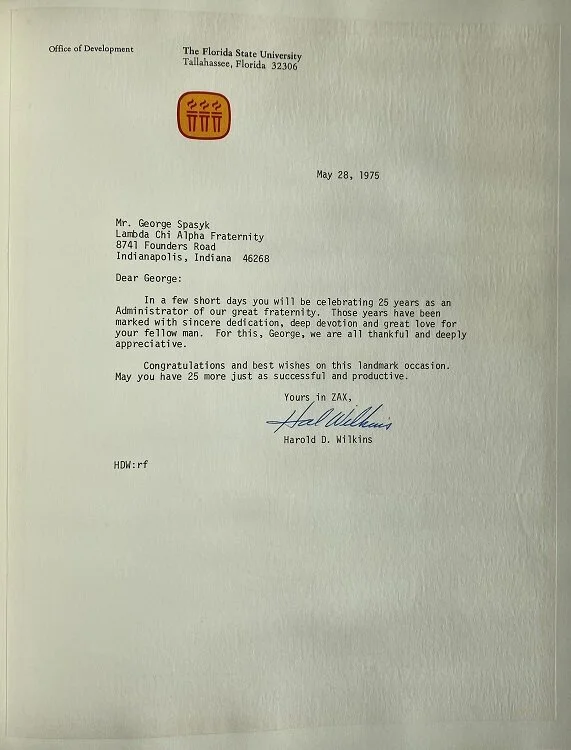 Office of Development
The Florida State University
Tallahassee, Florida 32306
May 28, 1975
Mr. George Spasyk
Lambda Chi Alpha Fraternity
8741 Founders Road
Indianapolis, Indiana 46268
Dear George:
In a few short days you will be celebrating 25 years as an
Administrator of our great fraternity. Those years have been
marked with sincere dedication, deep devotion and great love for
your fellow man. For this, George, we are all thankful and deeply
appreciative.
Congratulations and best wishes on this landmark occasion.
May you have 25 more just as successful and productive.
Yours in ZAX,
Hal Wilkins
Harold D. Wilkins
HDW:rf